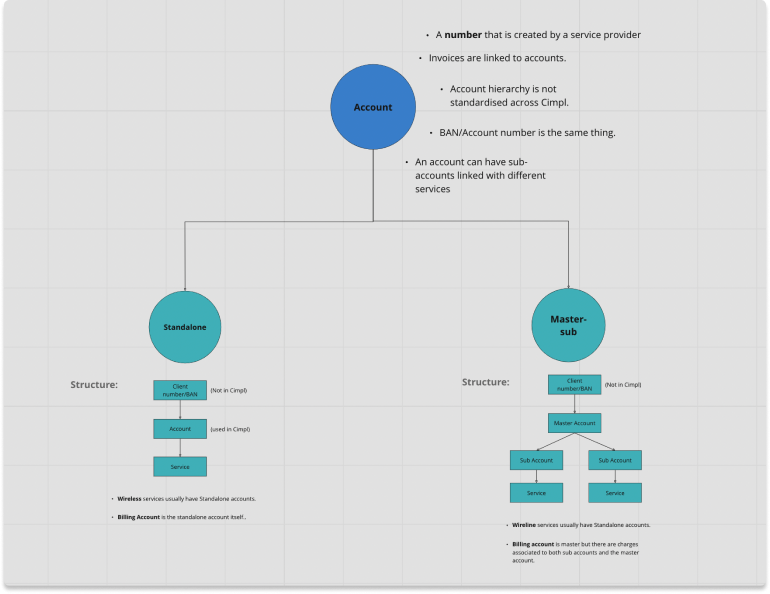 • A number that is created by a service provider
• Invoices are linked to accounts.
Account
• Account hierarchy is not
standardised across Cimpl.
• BAN/Account number is the same thing.
• An account can have sub-
accounts linked with different
services
Standalone
Master-
sub
Structure:
Client
number/BAN
(Not in Cimpl)
Account
(used in Cimpl)
Service
• Wireless services usually have Standalone accounts.
• Billing Account is the standalone account itself..
Structure:
Client
number/BAN
(Not in Cimpl)
Master Account
Sub Account
Sub Account
Service
Service
• Wireline services usually have Standalone accounts.
• Billing account is master but there are charges
associated to both sub accounts and the master
account.